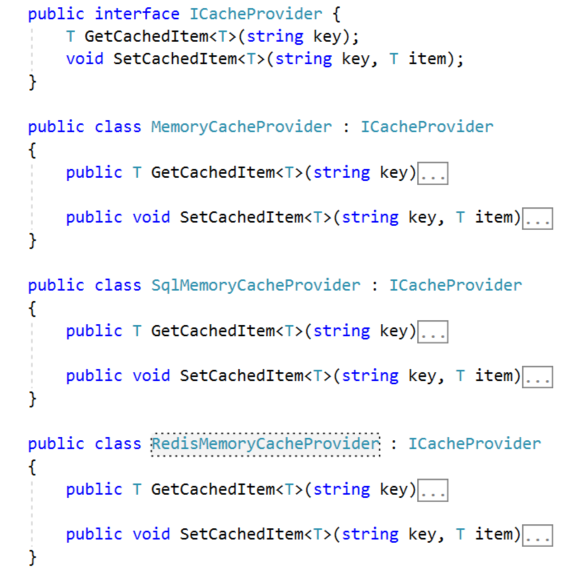 public interface ICacheProvider {
T GetCachedItem<T>(string key);
void SetCachedItem<T>(string key, T item);
}
public class MemoryCacheProvider : ICacheProvider
{
public T GetCachedItem<T>(string key)...
public void SetCachedItem<T>(string key, T item)...
}
public class SqlMemoryCacheProvider : ICacheProvider
{
public T GetCachedItem<T>(string key)...
public void SetCachedItem<T>(string key, T item)...
}
public class RedisMemoryCacheProvider : ICacheProvider
{
public T GetCachedItem<T>(string key)...
public void SetCachedItem<T>(string key, T item)...
}